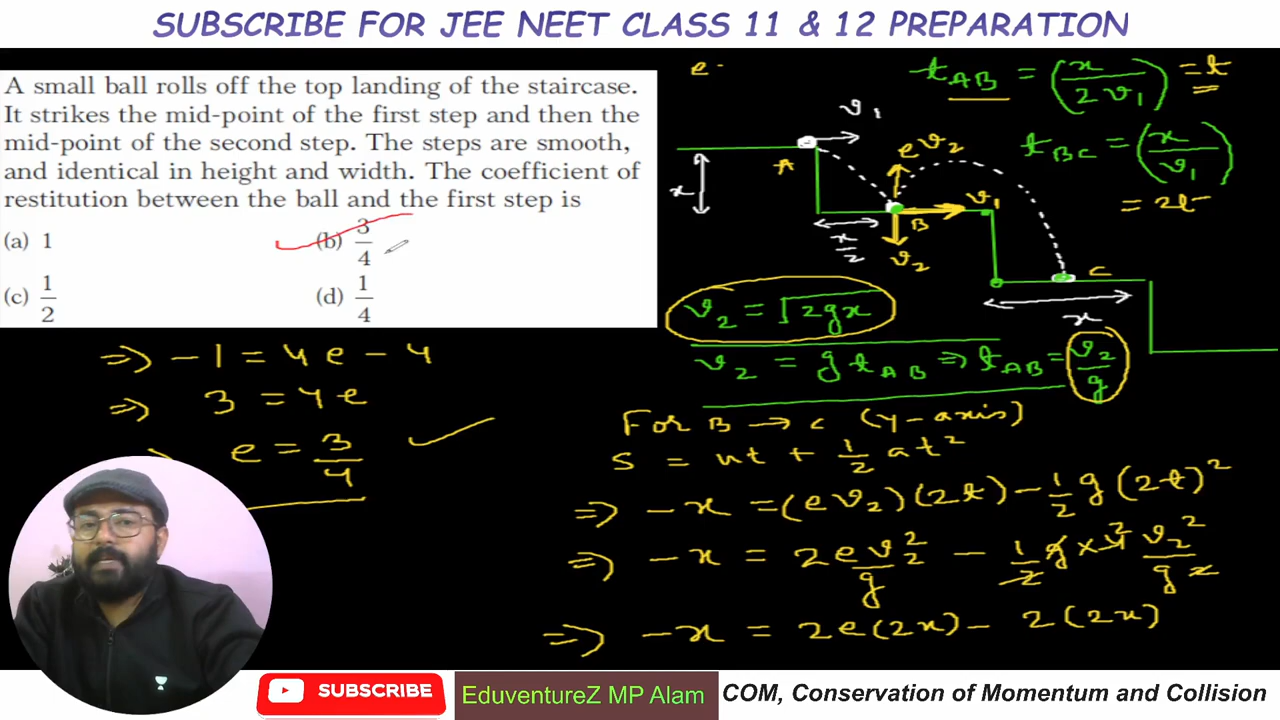 SUBSCRIBE FOR JEE NEET CLASS 11 & 12 PREPARATION
A small ball rolls off the top landing of the staircase.
It strikes the mid-point of the first step and then the
mid-point of the second step. The steps are smooth,
and identical in height and width. The coefficient of
restitution between the ball and the first step is
(a) 1
(b) 3/4
(c) 1/2
(d) 1/4
=> -1 = 4e - 4
=> 3 = 4e
e = 3/4
e
t_AB = (x/2v₁) = t
t_BC = (x/v₁)
= 2t
v₁
A
ev₂
x
v₁
B
x/2
v₂
C
x
v₂ = √2gx
v₂ = g t_AB => t_AB = v₂/g
For B → C (Y-axis)
S = ut + 1/2 at²
=> -x = (ev₂)(2t) - 1/2 g (2t)²
=> -x = 2ev₂²/g - 1/2 g × 4² v₂²/g²
=> -x = 2e(2x) - 2(2x)
SUBSCRIBE
EduventureZ MP Alam
COM, Conservation of Momentum and Collision